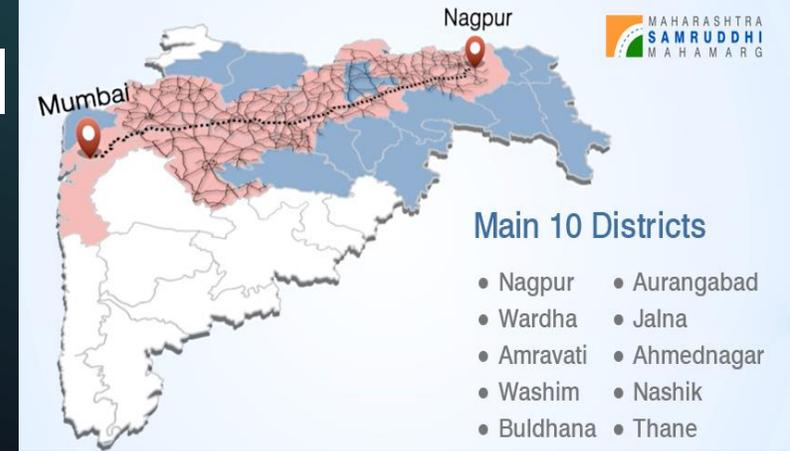 Nagpur
MAHARASHTRA
SAMRUDDHI
MAHAMARG
Mumbai
Main 10 Districts
• Nagpur
• Wardha
• Amravati
• Washim
• Buldhana
• Aurangabad
• Jalna
• Ahmednagar
• Nashik
• Thane